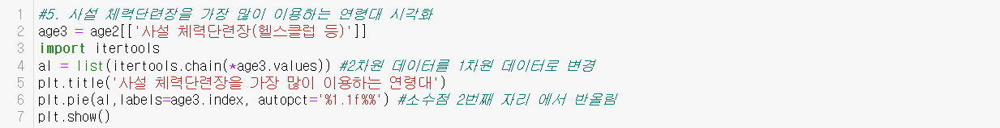 1 #5. 사설 체력단련장을 가장 많이 이용하는 연령대 시각화
2 age3 = age2[['사설 체력단련장(헬스클럽 등)']]
3 import itertools
4 al = list(itertools.chain(*age3.values)) #2차원 데이터를 1차원 데이터로 변경
5 plt.title('사설 체력단련장을 가장 많이 이용하는 연령대')
6 plt.pie(al,labels=age3.index, autopct='%1.1f%%') #소수점 2번째 자리 에서 반올림
7 plt.show()